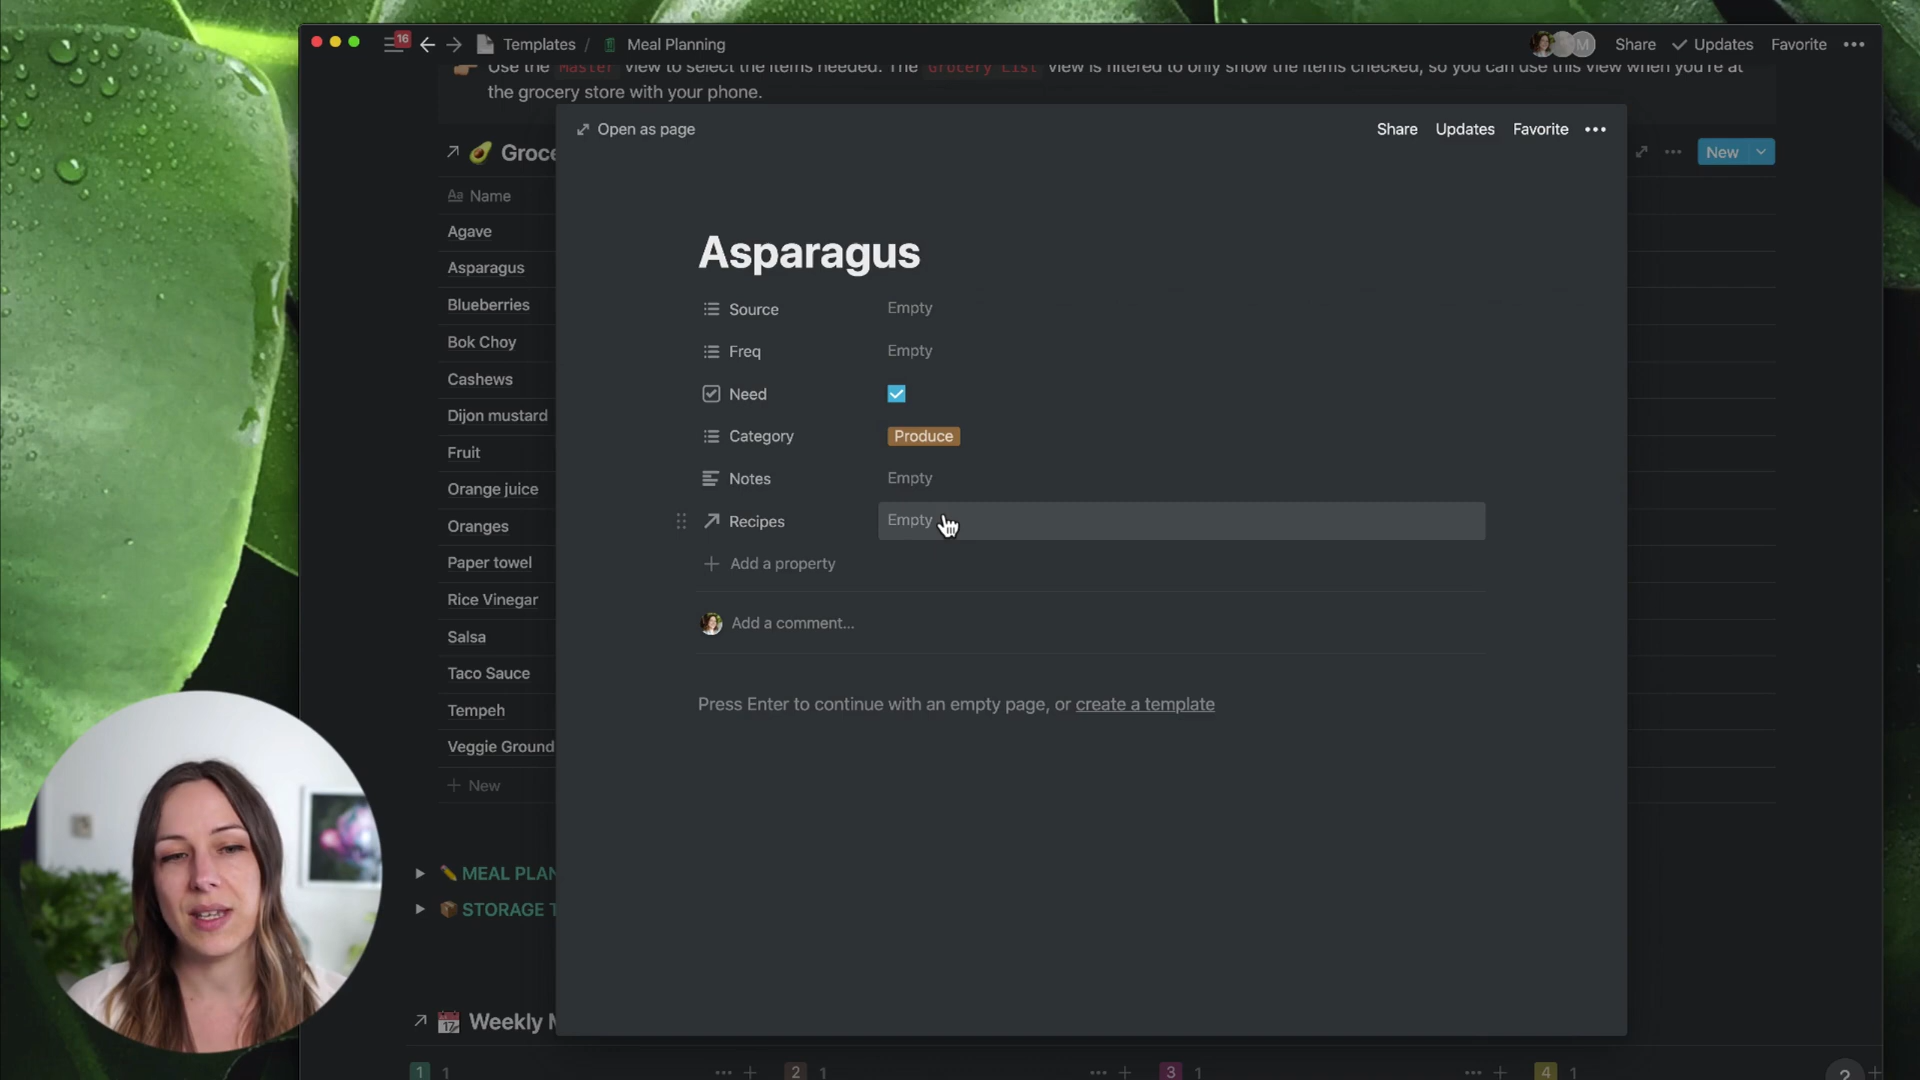 16
Templates / Meal Planning
M
Share
Updates
Favorite
Use the Master view to select the items needed. The Grocery List view is filtered to only show the items checked, so you can use this view when you're at
the grocery store with your phone.
Open as page
Share
Updates
Favorite
Groce
New
Aa Name
Agave
Asparagus
Blueberries
Bok Choy
Cashews
Dijon mustard
Fruit
Orange juice
Oranges
Paper towel
Rice Vinegar
Salsa
Taco Sauce
Tempeh
Veggie Ground
New
Asparagus
Source Empty
Freq Empty
Need
Category Produce
Notes Empty
Recipes Empty
Add a property
Add a comment...
Press Enter to continue with an empty page, or create a template
MEAL PLAN
STORAGE T
17 Weekly M
1 1
2 1
3 1
4 1
?